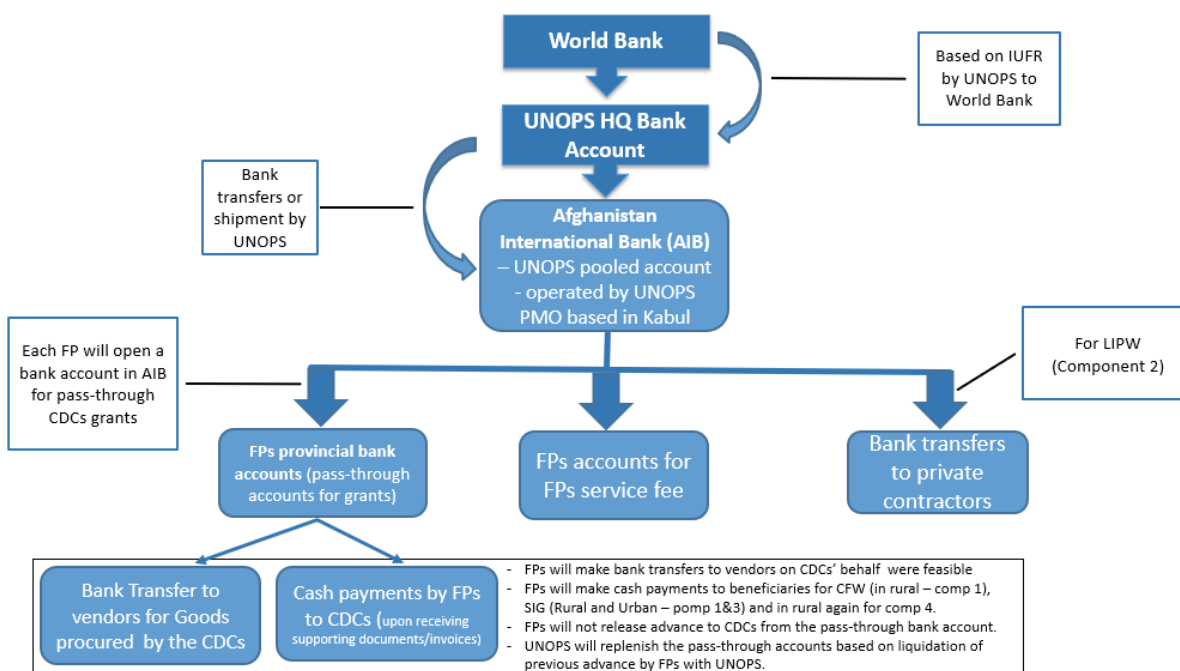 World Bank
Based on IUFR
by UNOPS to
World Bank
UNOPS HQ Bank
Account
Bank
transfers or
shipment by
UNOPS
Afghanistan
International Bank (AIB)
– UNOPS pooled account
- operated by UNOPS
PMO based in Kabul
Each FP will open a
bank account in AIB
for pass-through
CDCs grants
For LIPW
(Component 2)
FPs provincial bank
accounts (pass-through
accounts for grants)
FPs accounts for
FPs service fee
Bank transfers
to private
contractors
Bank Transfer to
vendors for Goods
procured by the CDCs
Cash payments by FPs
to CDCs (upon receiving
supporting documents/invoices)
- FPs will make bank transfers to vendors on CDCs' behalf were feasible
- FPs will make cash payments to beneficiaries for CFW (in rural – comp 1),
SIG (Rural and Urban – pomp 1&3) and in rural again for comp 4.
- FPs will not release advance to CDCs from the pass-through bank account.
- UNOPS will replenish the pass-through accounts based on liquidation of
previous advance by FPs with UNOPS.